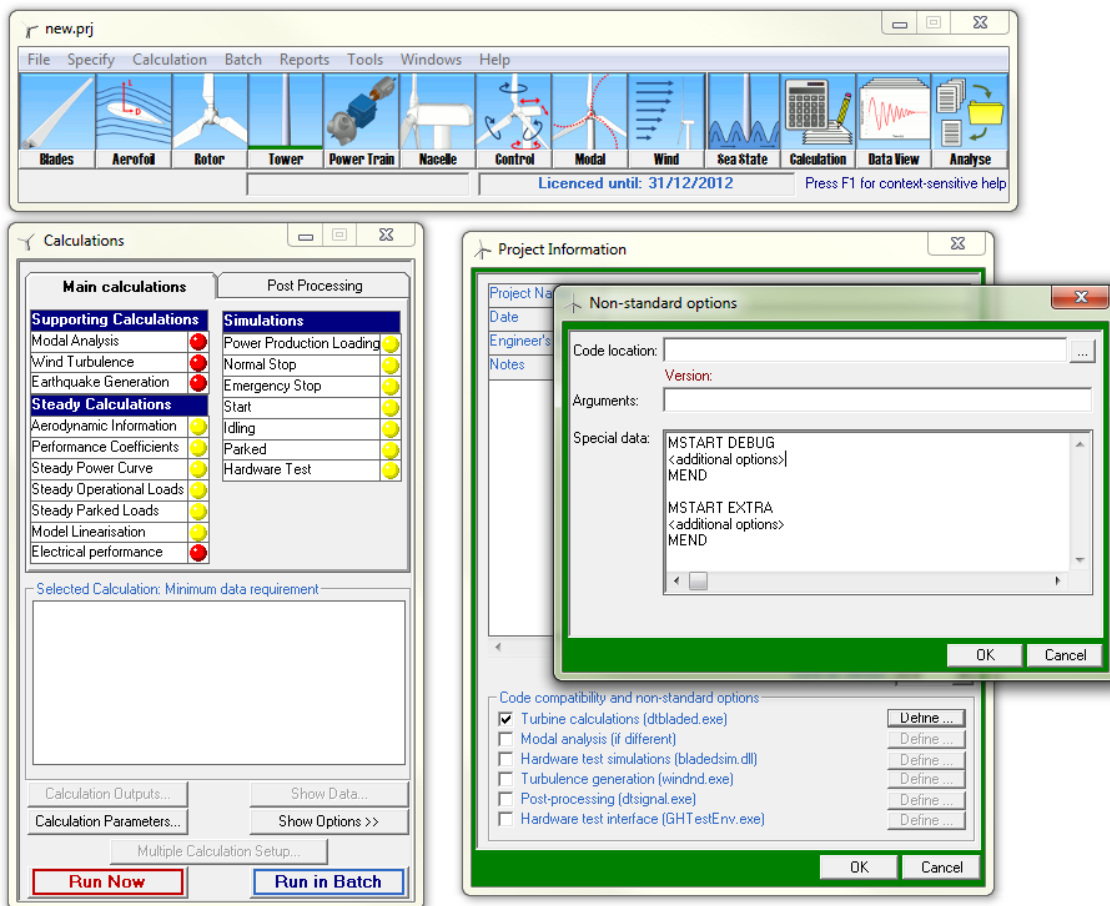 new.prj
File Specify Calculation Batch Reports Tools Windows Help
Blades Aerofoil Rotor Tower Power Train Nacelle Control Modal Wind Sea State Calculation Data View Analyse
Licenced until: 31/12/2012 Press F1 for context-sensitive help
Calculations
Main calculations Post Processing
Supporting Calculations
Modal Analysis
Wind Turbulence
Earthquake Generation
Steady Calculations
Aerodynamic Information
Performance Coefficients
Steady Power Curve
Steady Operational Loads
Steady Parked Loads
Model Linearisation
Electrical performance
Simulations
Power Production Loading
Normal Stop
Emergency Stop
Start
Idling
Parked
Hardware Test
Selected Calculation: Minimum data requirement
Calculation Outputs... Show Data...
Calculation Parameters... Show Options >>
Multiple Calculation Setup...
Run Now Run in Batch
Project Information
Project Na
Date
Engineer's
Notes
Non-standard options
Code location: ...
Version:
Arguments:
Special data:
MSTART DEBUG
<additional options>
MEND
MSTART EXTRA
<additional options>
MEND
OK Cancel
Code compatibility and non-standard options
Turbine calculations (dtbladed.exe) Define ...
Modal analysis (if different) Define ...
Hardware test simulations (bladedsim.dll) Define ...
Turbulence generation (windnd.exe) Define ...
Post-processing (dtsignal.exe) Define ...
Hardware test interface (GHTestEnv.exe) Define ...
OK Cancel